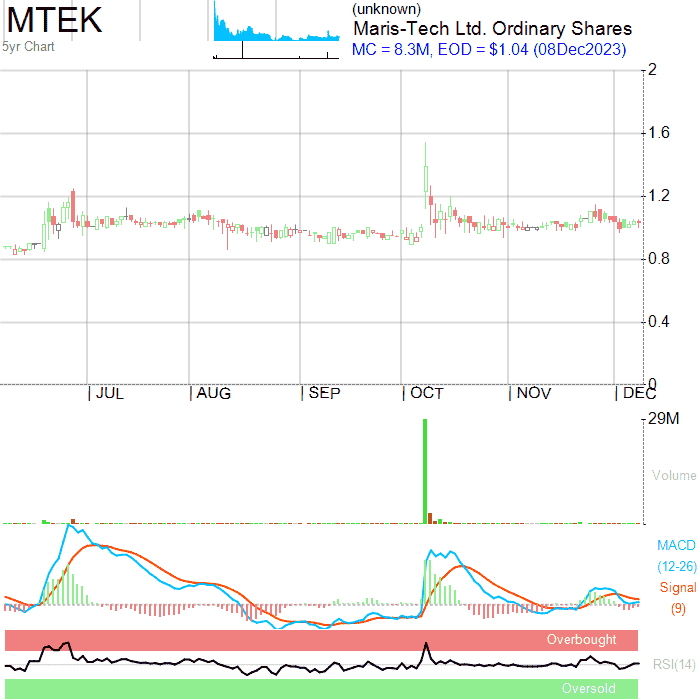 MTEK
5yr Chart
(unknown)
Maris-Tech Ltd. Ordinary Shares
MC = 8.3M, EOD = $1.04 (08Dec2023)
2
1.6
1.2
0.8
0.4
0
JUL AUG SEP OCT NOV DEC
29M
Volume
MACD
(12-26)
Signal
(9)
Overbought
RSI(14)
Oversold